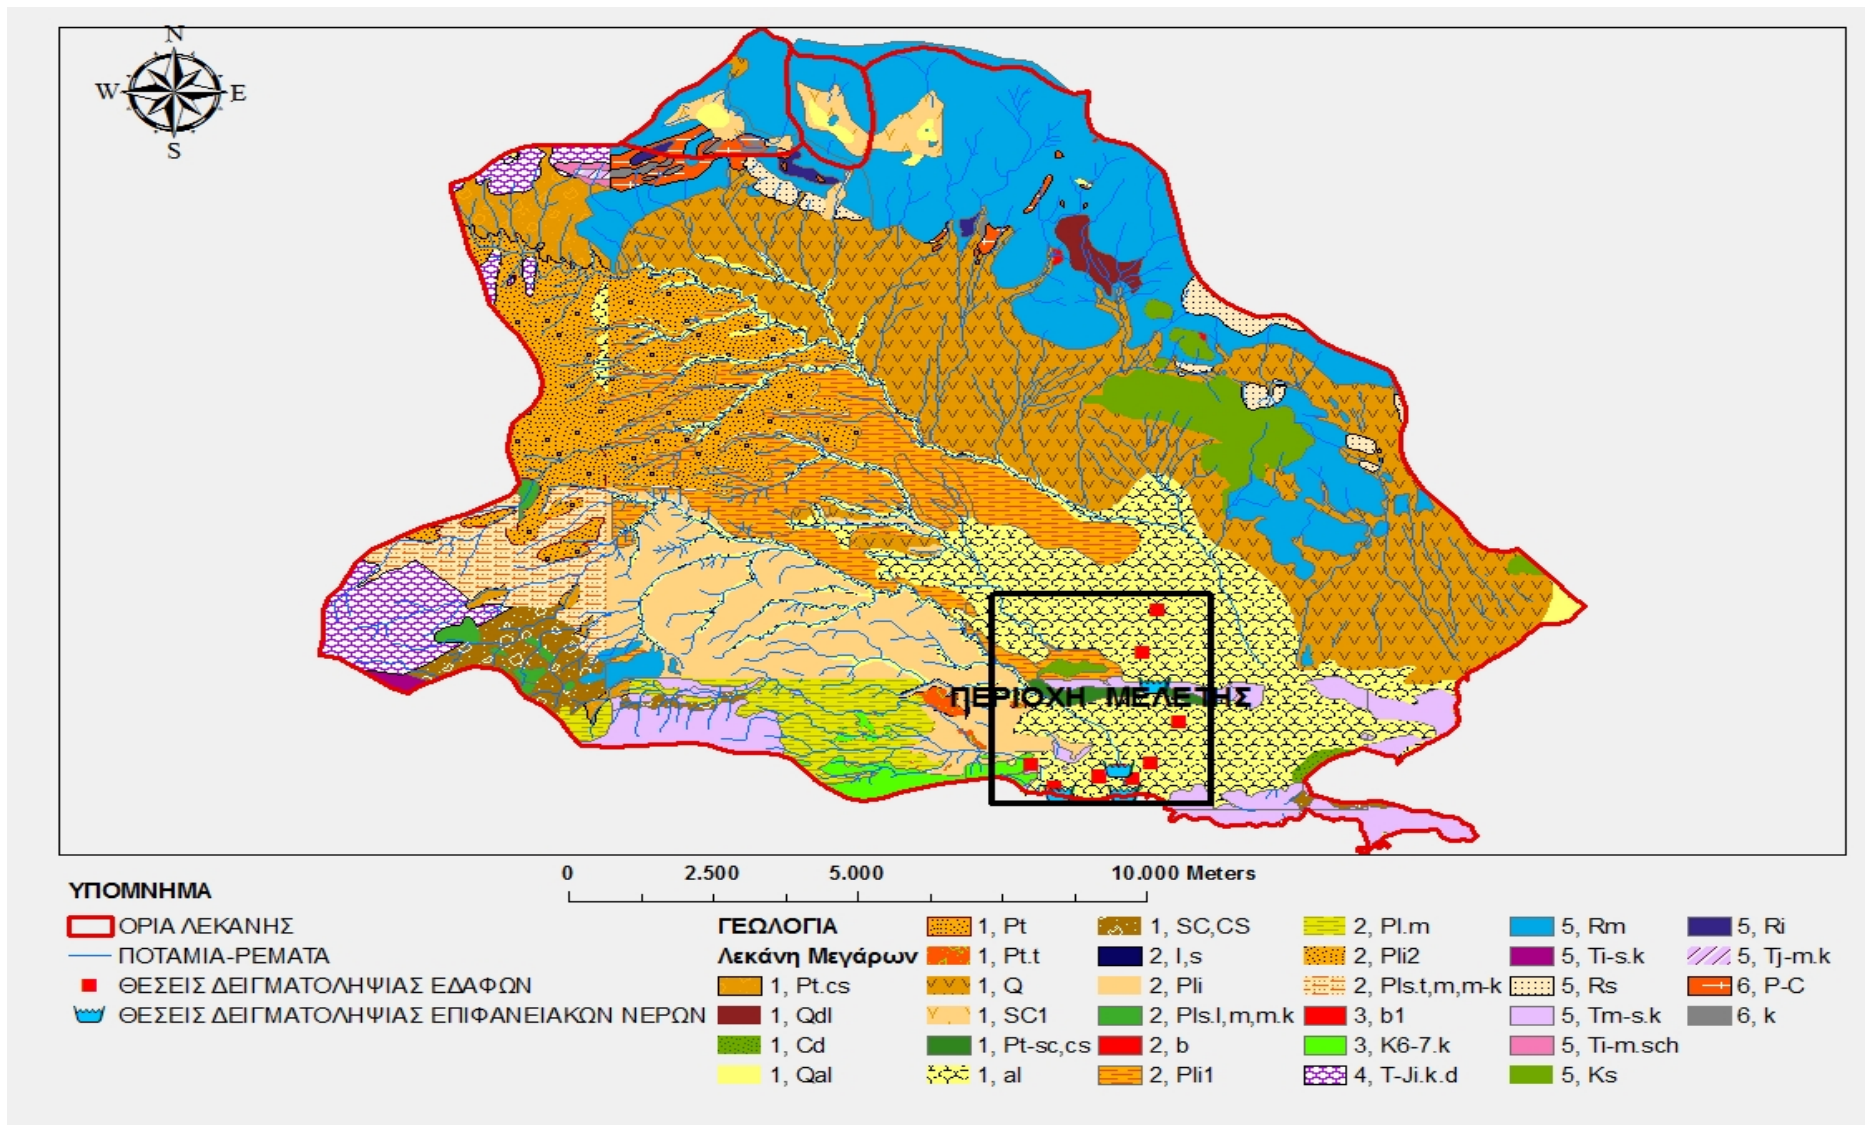 N
W E
S
ΠΕΡΙΟΧΗ ΜΕΛΕΤΗΣ
0 2.500 5.000 10.000 Meters
ΥΠΟΜΝΗΜΑ
ΟΡΙΑ ΛΕΚΑΝΗΣ
ΠΟΤΑΜΙΑ-ΡΕΜΑΤΑ
ΘΕΣΕΙΣ ΔΕΙΓΜΑΤΟΛΗΨΙΑΣ ΕΔΑΦΩΝ
ΘΕΣΕΙΣ ΔΕΙΓΜΑΤΟΛΗΨΙΑΣ ΕΠΙΦΑΝΕΙΑΚΩΝ ΝΕΡΩΝ
ΓΕΩΛΟΓΙΑ
Λεκάνη Μεγάρων
1, Pt.cs
1, Qdl
1, Cd
1, Qal
1, Pt
1, Pt.t
1, Q
1, SC1
1, Pt-sc,cs
1, al
1, SC,CS
2, l,s
2, Pli
2, Pls.l,m,m.k
2, b
2, Pli1
2, Pl.m
2, Pli2
2, Pls.t,m,m-k
3, b1
3, K6-7.k
4, T-Ji.k.d
5, Rm
5, Ti-s.k
5, Rs
5, Tm-s.k
5, Ti-m.sch
5, Ks
5, Ri
5, Tj-m.k
6, P-C
6, k